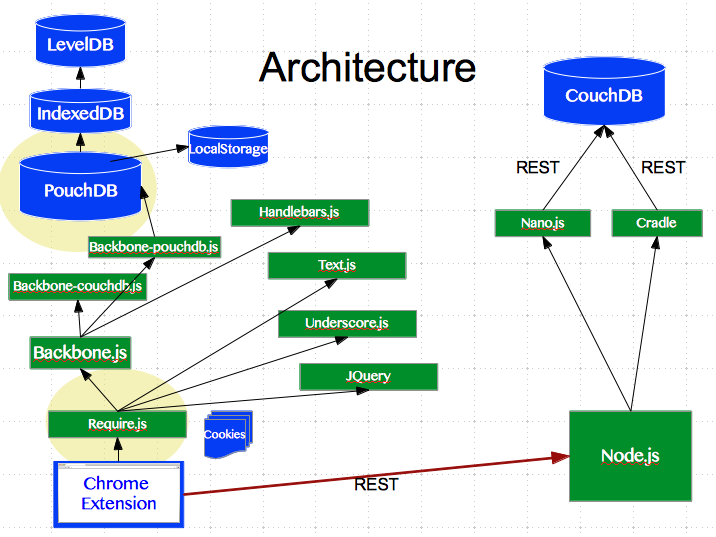 LevelDB
Architecture
IndexedDB
CouchDB
LocalStorage
PouchDB
REST
REST
Handlebars.js
Nano.js
Cradle
Backbone-pouchdb.js
Text.js
Backbone-couchdb.js
Underscore.js
Backbone.js
JQuery
Require.js
Cookies
Node.js
Chrome
Extension
REST